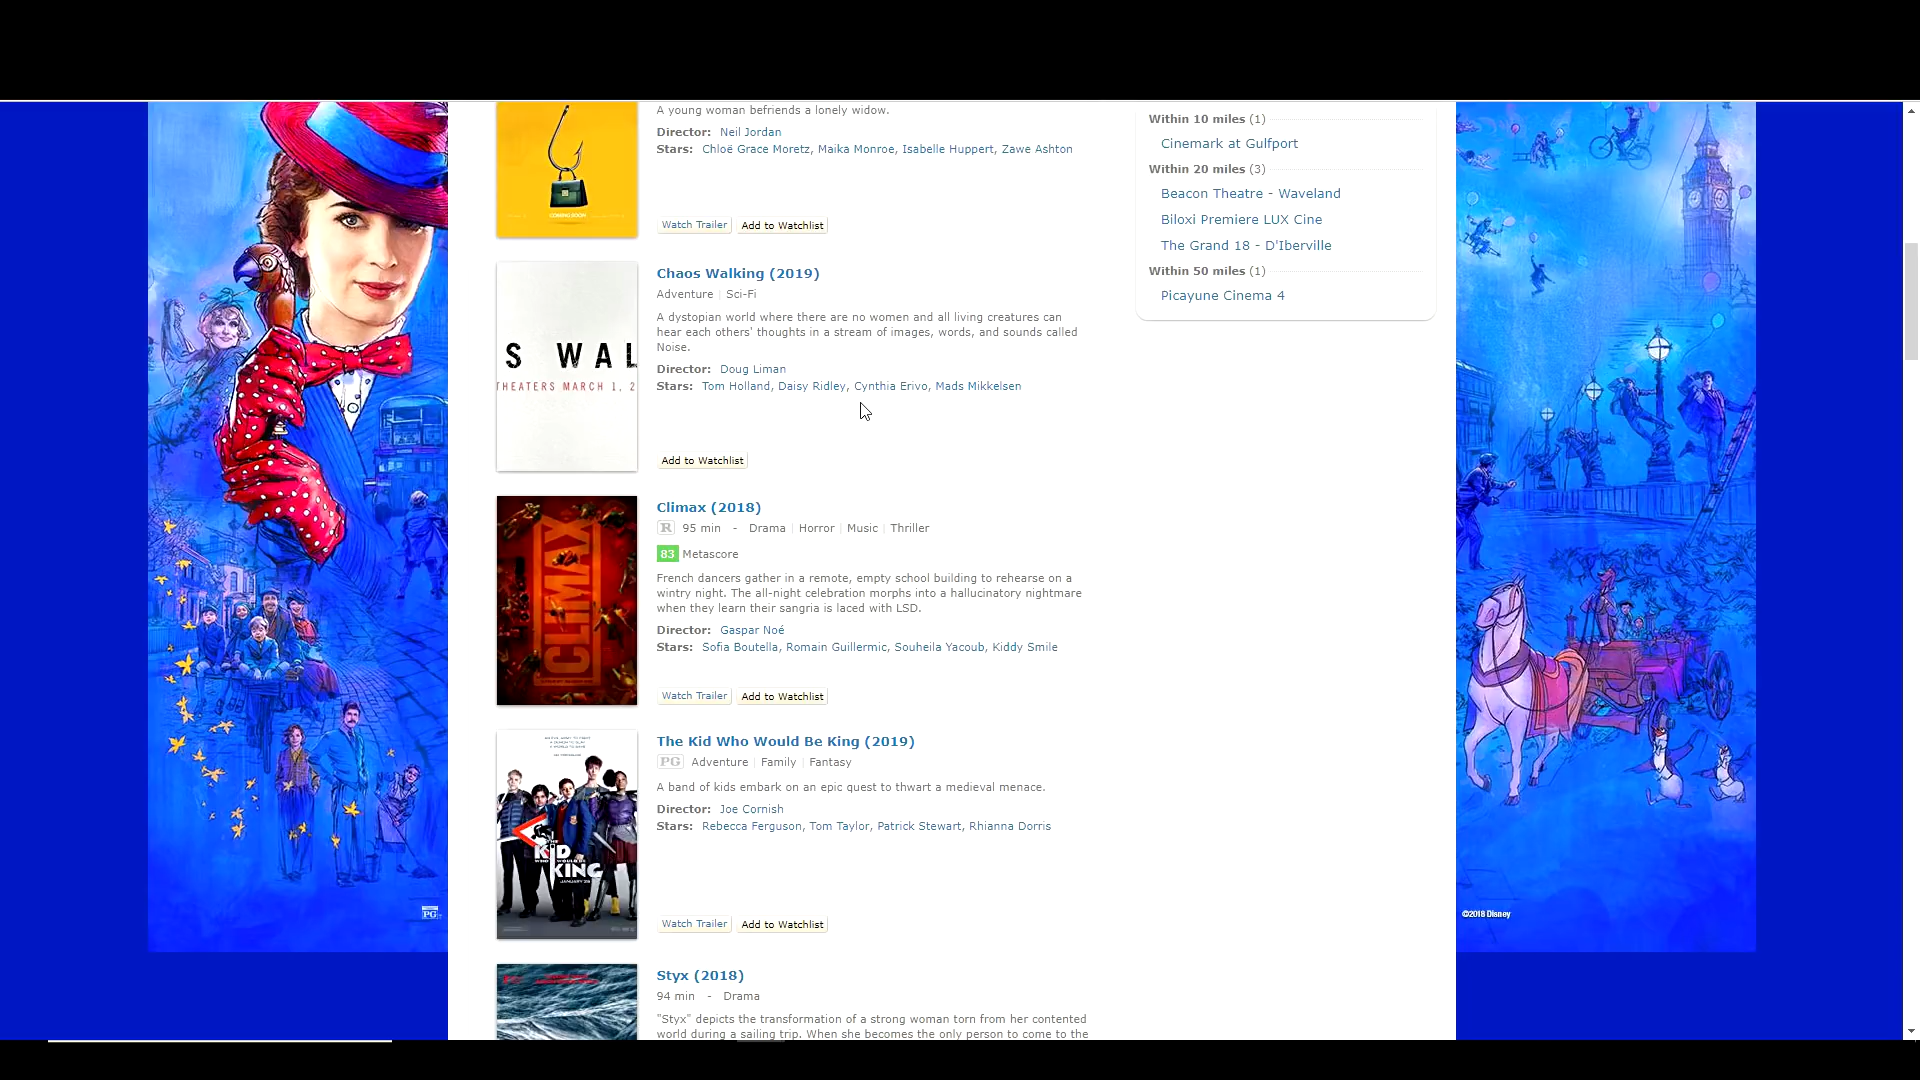 A young woman befriends a lonely widow.
Director: Neil Jordan
Stars: Chloë Grace Moretz, Maika Monroe, Isabelle Huppert, Zawe Ashton
COMING SOON
Watch Trailer Add to Watchlist
Chaos Walking (2019)
Adventure | Sci-Fi
A dystopian world where there are no women and all living creatures can
hear each others' thoughts in a stream of images, words, and sounds called
Noise.
Director: Doug Liman
Stars: Tom Holland, Daisy Ridley, Cynthia Erivo, Mads Mikkelsen
S WAL
THEATERS MARCH 1, 2
Add to Watchlist
Climax (2018)
R 95 min - Drama | Horror | Music | Thriller
83 Metascore
French dancers gather in a remote, empty school building to rehearse on a
wintry night. The all-night celebration morphs into a hallucinatory nightmare
when they learn their sangria is laced with LSD.
Director: Gaspar Noé
Stars: Sofia Boutella, Romain Guillermic, Souheila Yacoub, Kiddy Smile
CLIMAX
Watch Trailer Add to Watchlist
The Kid Who Would Be King (2019)
PG Adventure | Family | Fantasy
A band of kids embark on an epic quest to thwart a medieval menace.
Director: Joe Cornish
Stars: Rebecca Ferguson, Tom Taylor, Patrick Stewart, Rhianna Dorris
THE
KID
WHO WOULD BE
KING
Watch Trailer Add to Watchlist
Styx (2018)
94 min - Drama
"Styx" depicts the transformation of a strong woman torn from her contented
world during a sailing trip. When she becomes the only person to come to the
Within 10 miles (1)
Cinemark at Gulfport
Within 20 miles (3)
Beacon Theatre - Waveland
Biloxi Premiere LUX Cine
The Grand 18 - D'Iberville
Within 50 miles (1)
Picayune Cinema 4
PG
©2018 Disney